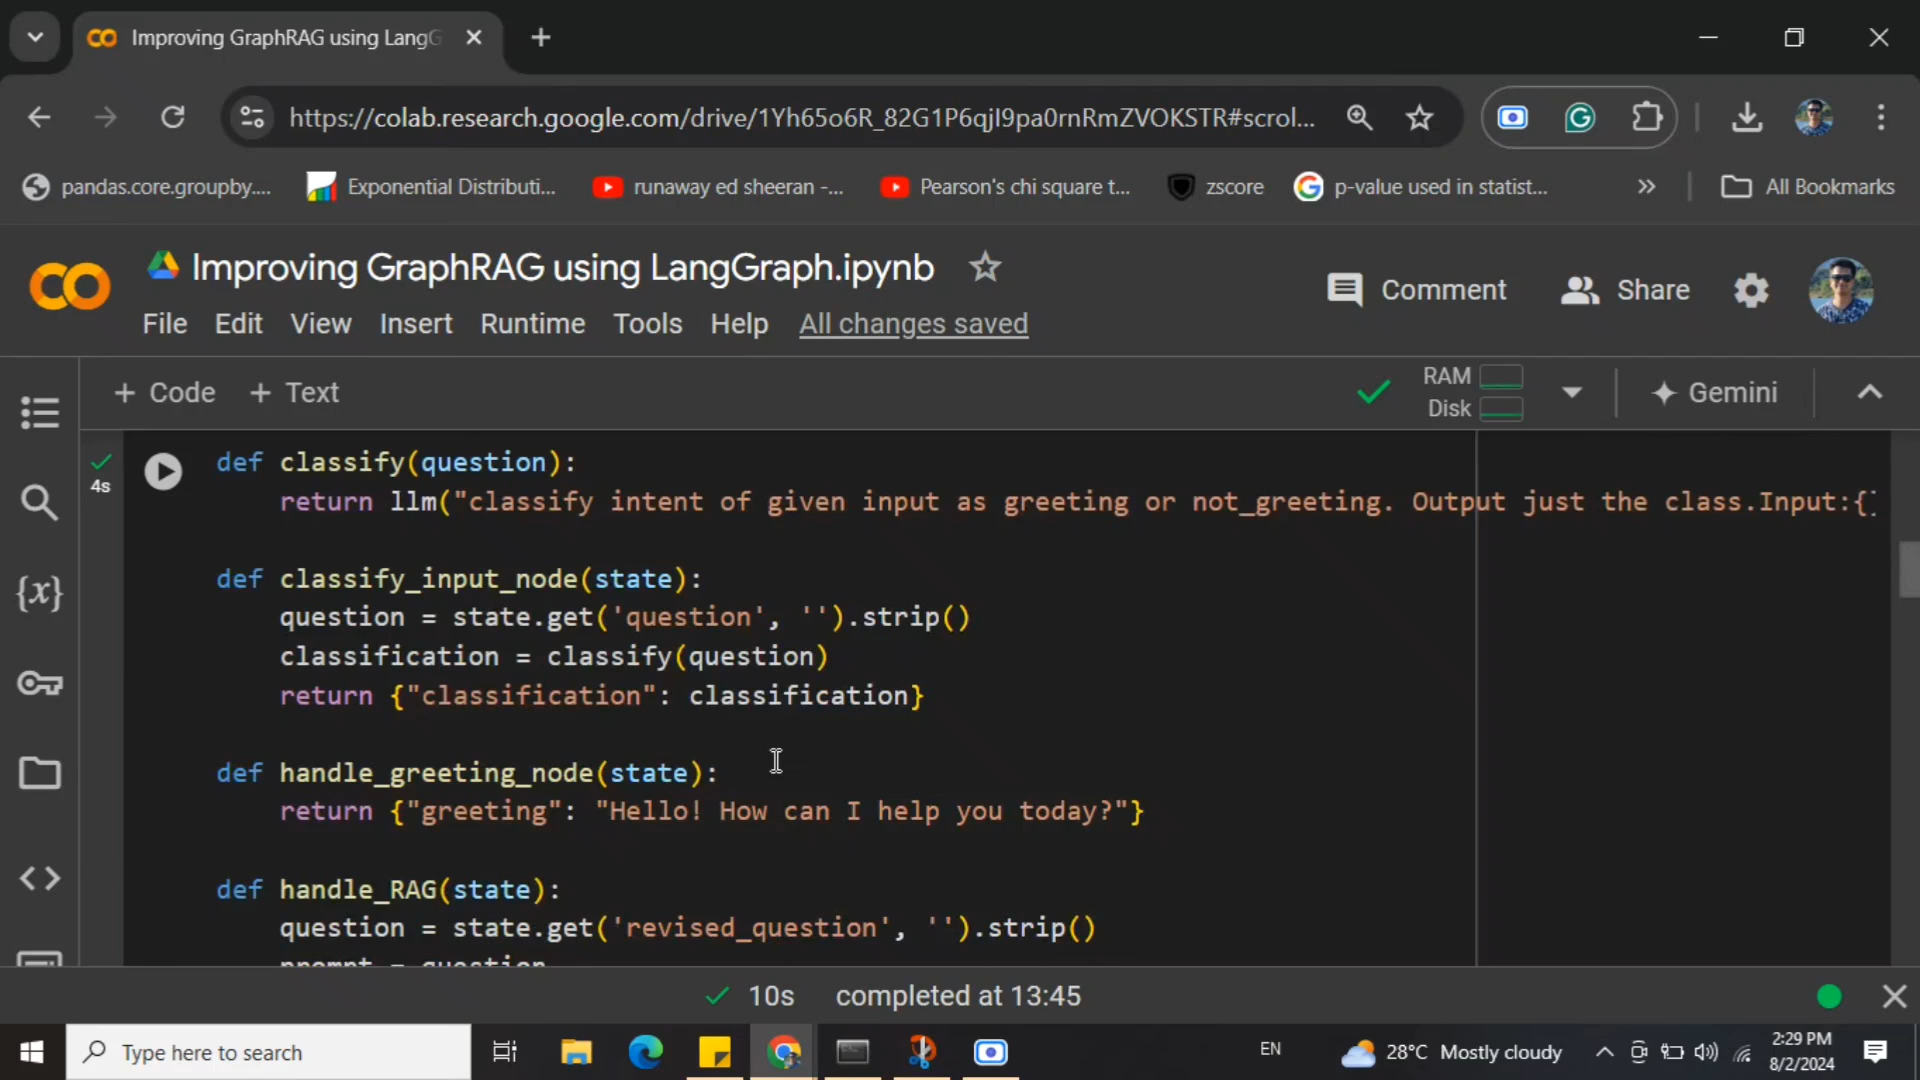 Improving GraphRAG using LangG
https://colab.research.google.com/drive/1Yh65o6R_82G1P6qjI9pa0rnRmZVOKSTR#scrol...
pandas.core.groupby.... Exponential Distributi... runaway ed sheeran -... Pearson's chi square t... zscore p-value used in statist... All Bookmarks
Improving GraphRAG using LangGraph.ipynb
Comment Share
File Edit View Insert Runtime Tools Help All changes saved
+ Code + Text RAM Disk Gemini
4s
def classify(question):
return llm("classify intent of given input as greeting or not_greeting. Output just the class.Input:{}
def classify_input_node(state):
question = state.get('question', '').strip()
classification = classify(question)
return {"classification": classification}
def handle_greeting_node(state):
return {"greeting": "Hello! How can I help you today?"}
def handle_RAG(state):
question = state.get('revised_question', '').strip()
prompt = question
10s completed at 13:45
Type here to search
EN
28°C Mostly cloudy
2:29 PM
8/2/2024